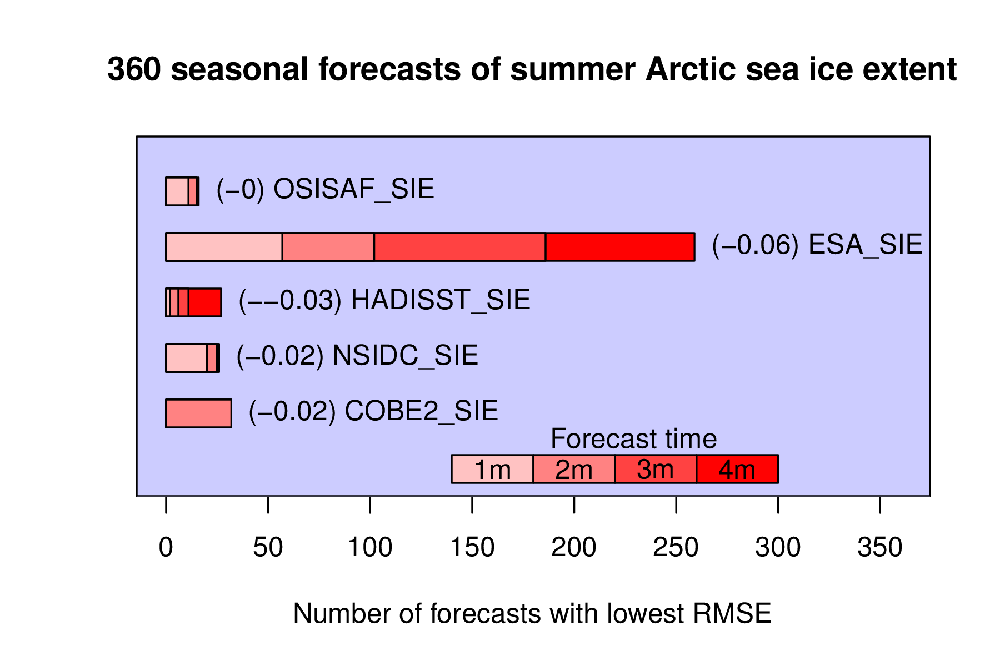 360 seasonal forecasts of summer Arctic sea ice extent
(−0) OSISAF_SIE
(−0.06) ESA_SIE
(−−0.03) HADISST_SIE
(−0.02) NSIDC_SIE
(−0.02) COBE2_SIE
Forecast time
1m 2m 3m 4m
0 50 100 150 200 250 300 350
Number of forecasts with lowest RMSE